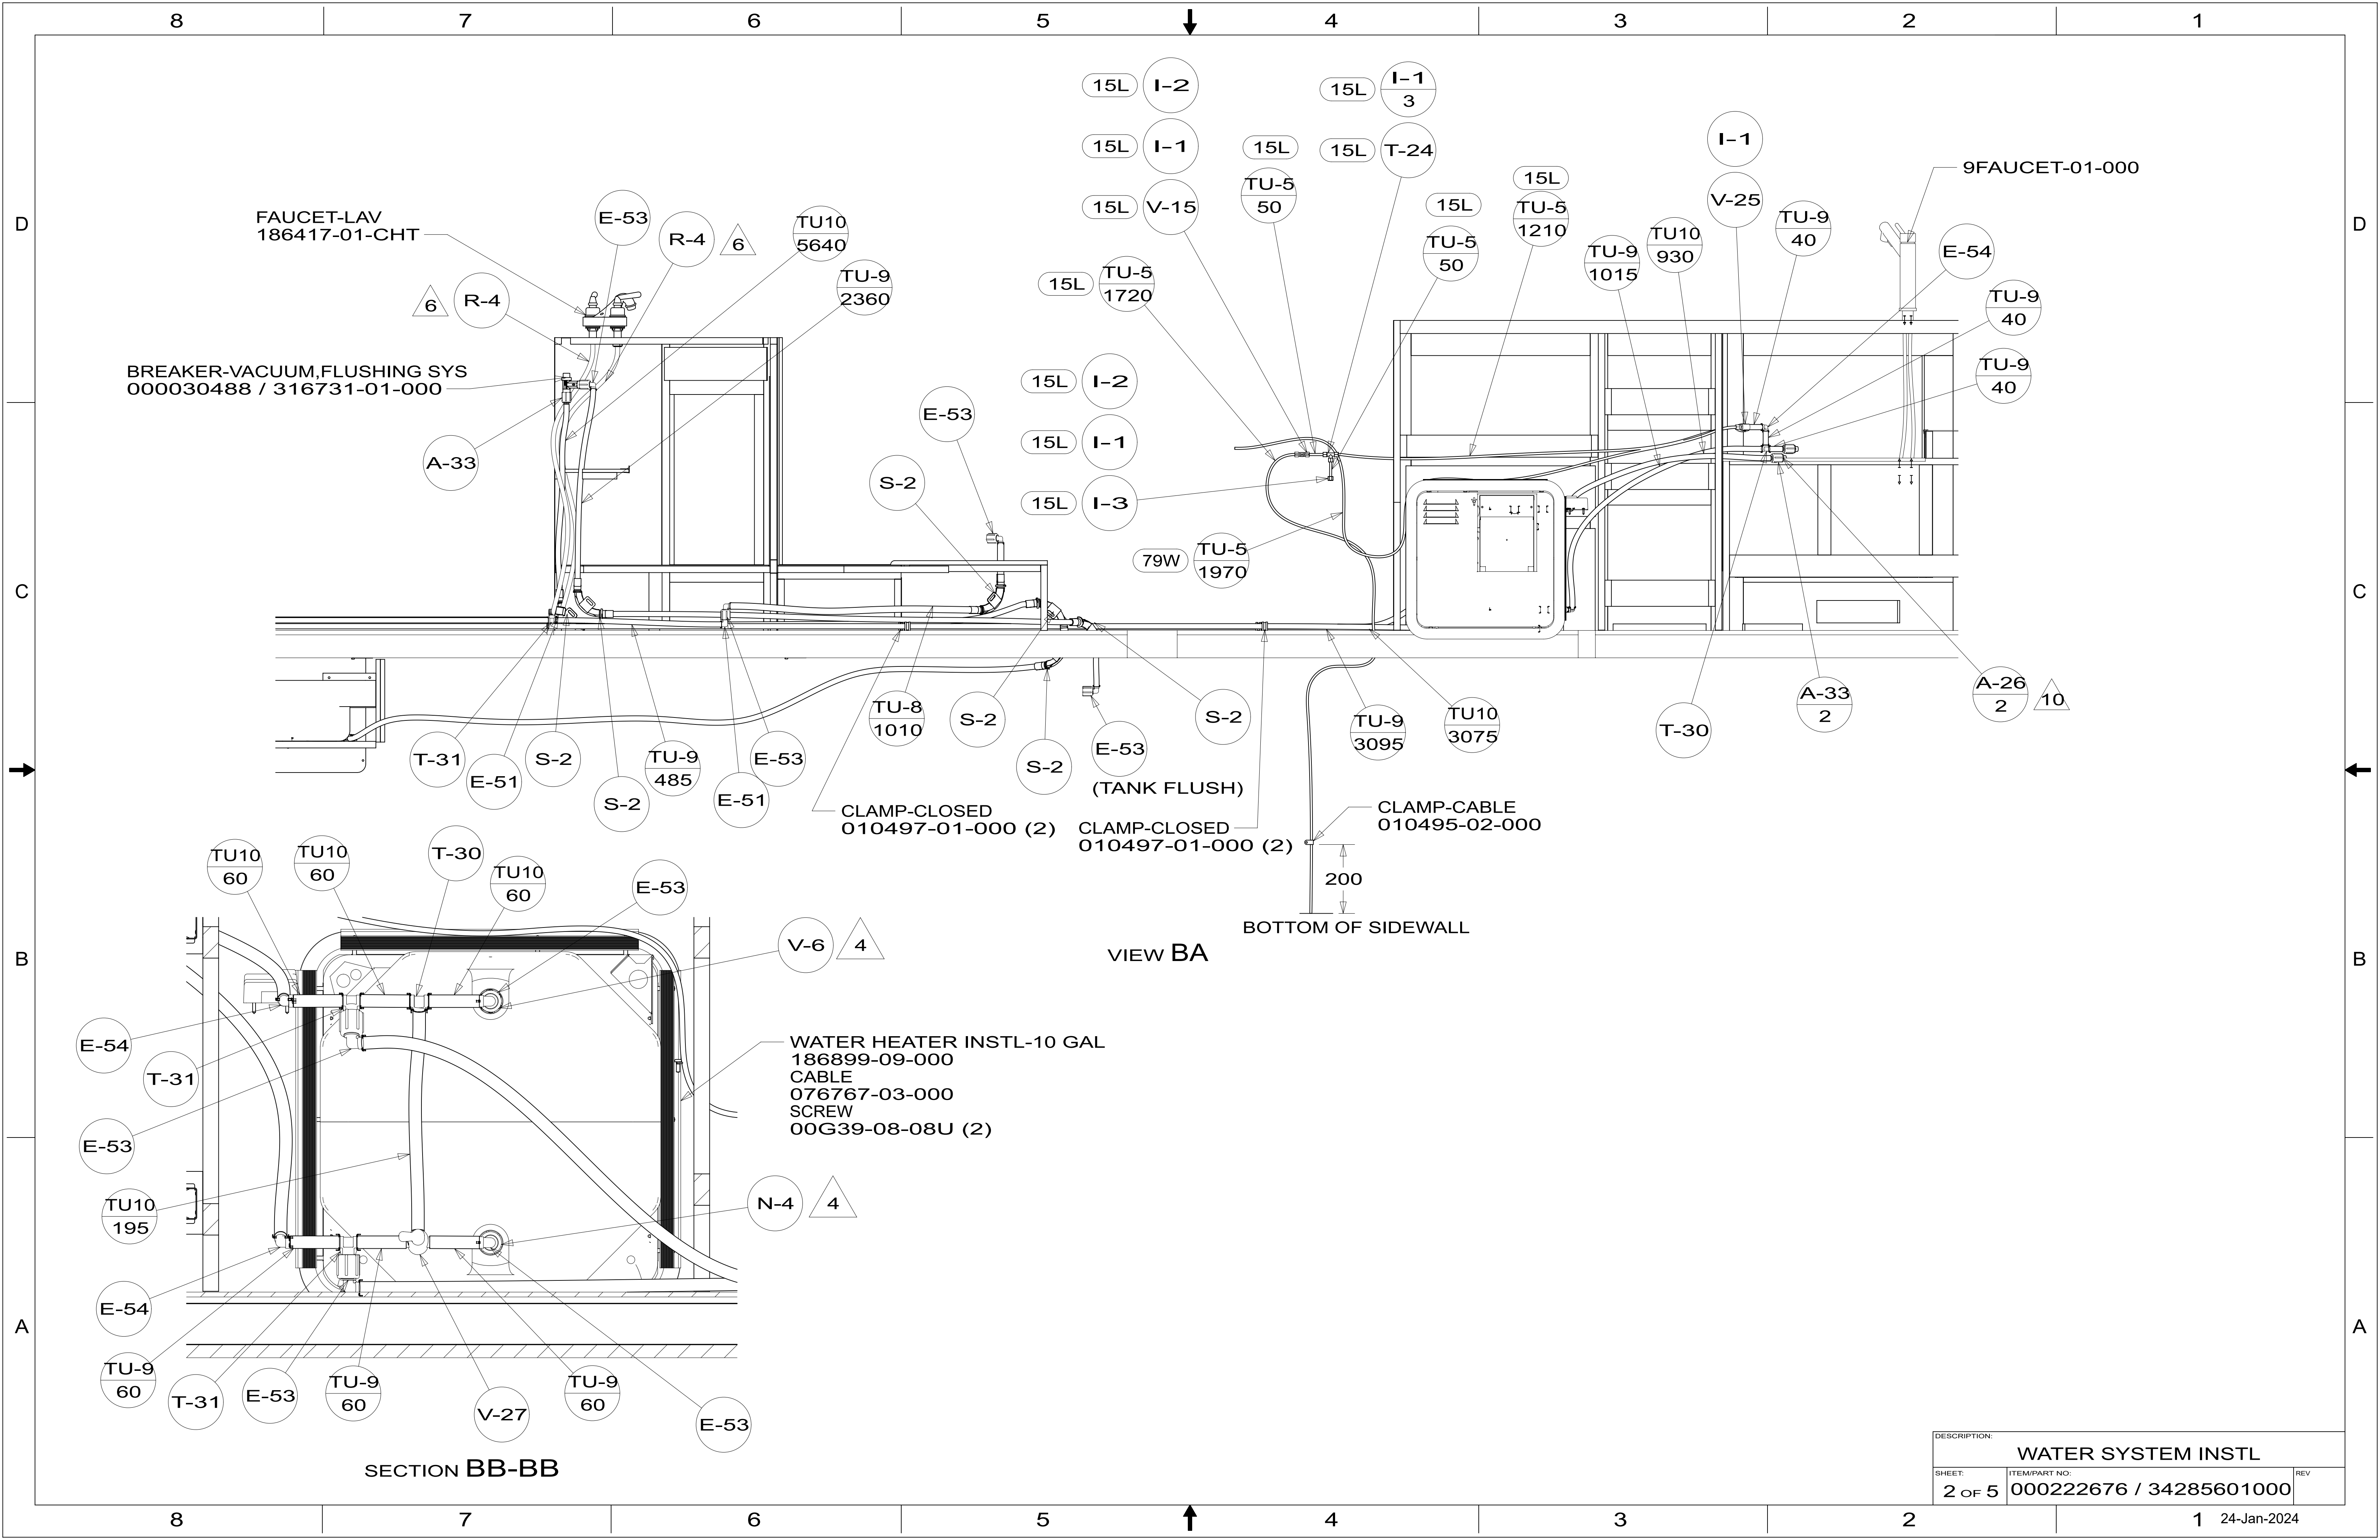 8 7 6 5 4 3 2 1
D
C
B
A
15L I-2
15L I-1
15L V-15
15L
TU-5
50
15L I-1
3
15L T-24
15L
TU-5
50
15L
TU-5
1210
15L TU-5
1720
15L I-2
15L I-1
15L I-3
79W TU-5
1970
TU-9
1015
TU10
930
I-1
V-25
TU-9
40
E-54
TU-9
40
TU-9
40
9FAUCET-01-000
FAUCET-LAV
186417-01-CHT
E-53
R-4 6
TU10
5640
TU-9
2360
6 R-4
BREAKER-VACUUM,FLUSHING SYS
000030488 / 316731-01-000
A-33
E-53
S-2
T-31
E-51
S-2
S-2
TU-9
485
E-51
E-53
TU-8
1010
S-2
S-2
E-53
(TANK FLUSH)
S-2
CLAMP-CLOSED
010497-01-000 (2)
CLAMP-CLOSED
010497-01-000 (2)
TU-9
3095
TU10
3075
T-30
A-33
2
A-26
2
10
CLAMP-CABLE
010495-02-000
200
BOTTOM OF SIDEWALL
VIEW BA
TU10
60
TU10
60
T-30
TU10
60
E-53
V-6 4
E-54
T-31
E-53
TU10
195
WATER HEATER INSTL-10 GAL
186899-09-000
CABLE
076767-03-000
SCREW
00G39-08-08U (2)
N-4 4
E-54
TU-9
60
T-31
E-53
TU-9
60
V-27
TU-9
60
E-53
SECTION BB-BB
D
C
B
A
DESCRIPTION:
WATER SYSTEM INSTL
SHEET:
2 OF 5
ITEM/PART NO:
000222676 / 34285601000
REV
8 7 6 5 4 3 2 1
24-Jan-2024